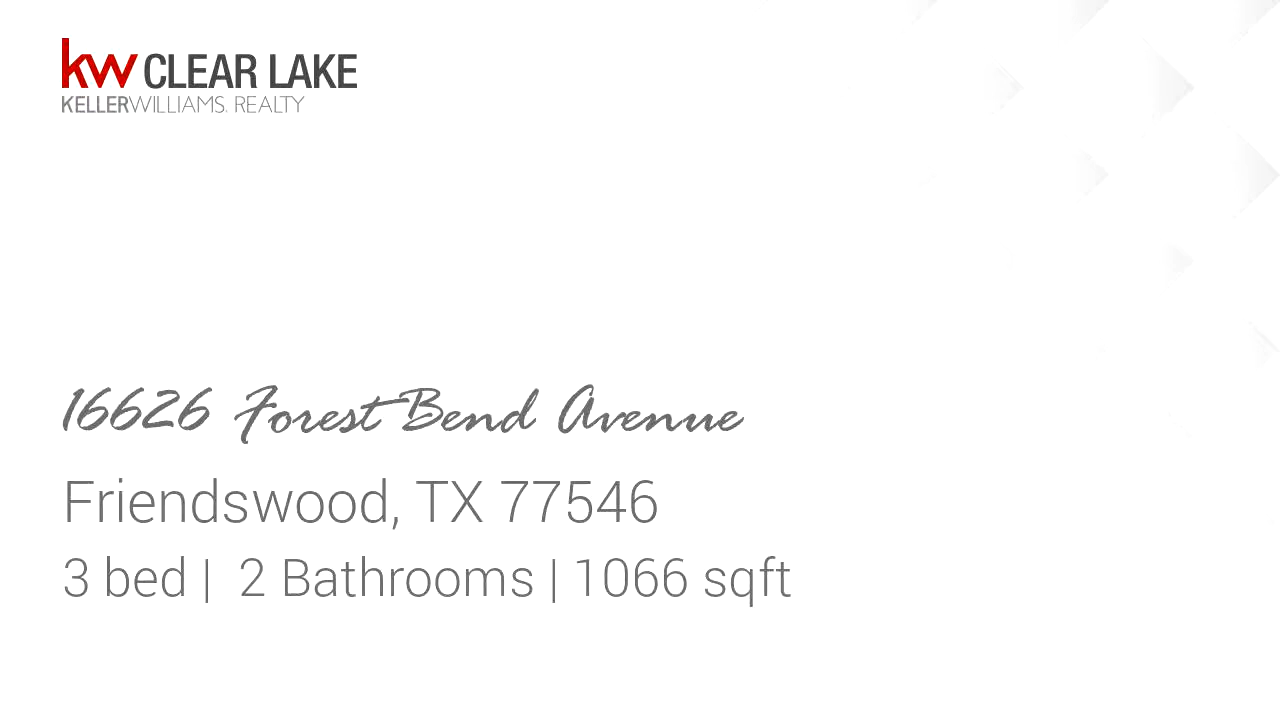 kw CLEAR LAKE
KELLERWILLIAMS. REALTY
16626 Forest Bend Avenue
Friendswood, TX 77546
3 bed | 2 Bathrooms | 1066 sqft